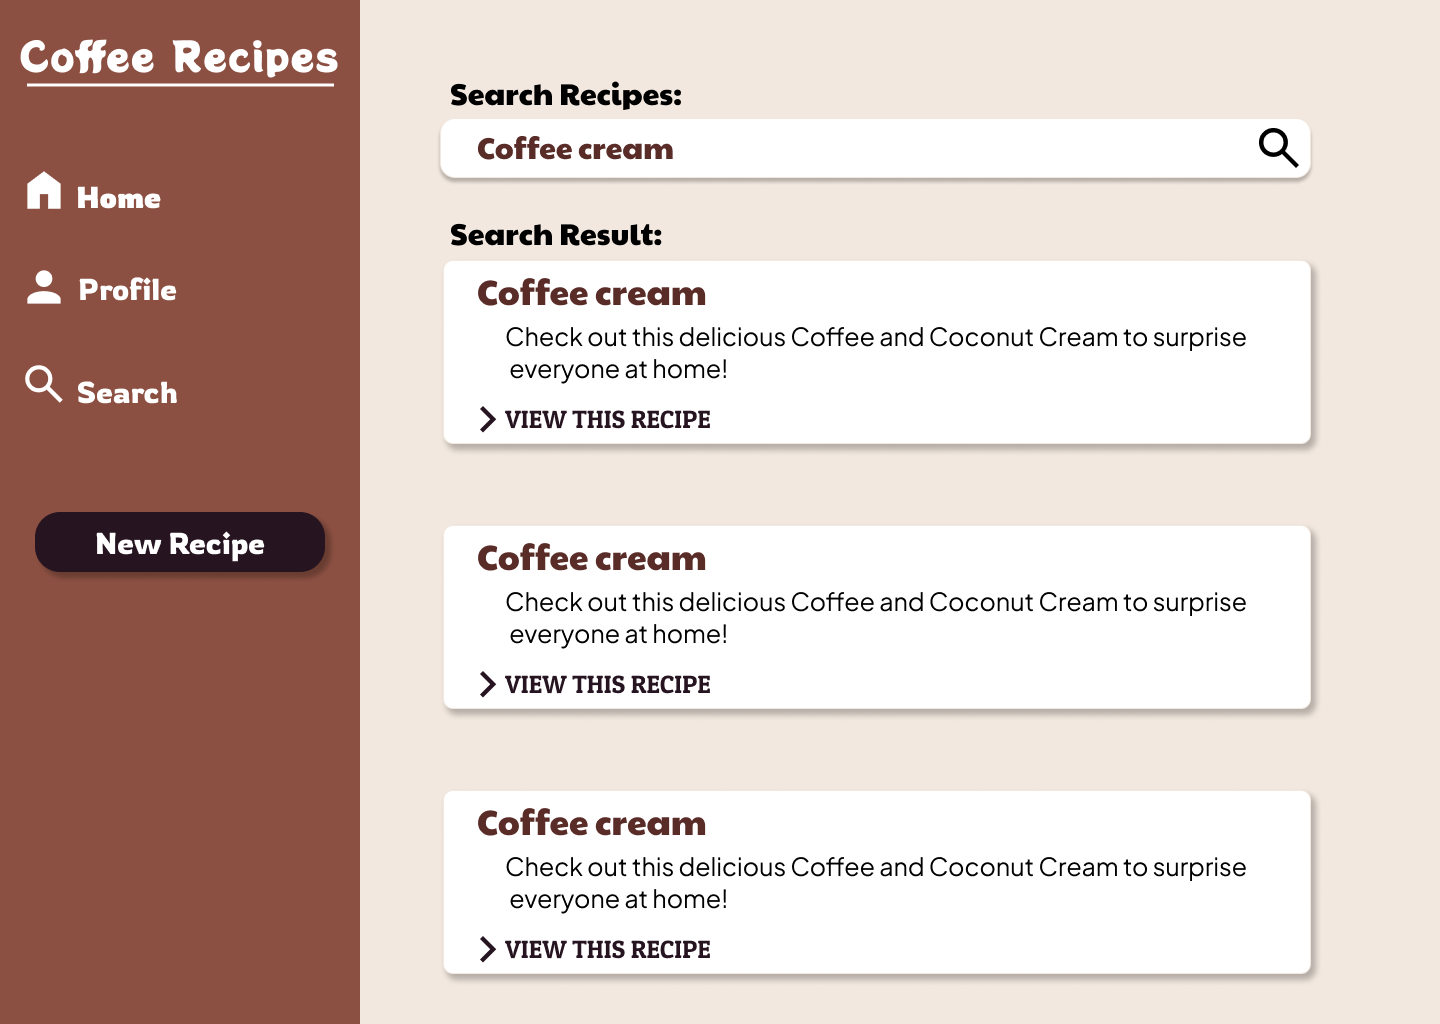 Coffee Recipes
Home
Profile
Search
New Recipe
Search Recipes:
Coffee cream
Search Result:
Coffee cream
Check out this delicious Coffee and Coconut Cream to surprise
everyone at home!
VIEW THIS RECIPE
Coffee cream
Check out this delicious Coffee and Coconut Cream to surprise
everyone at home!
VIEW THIS RECIPE
Coffee cream
Check out this delicious Coffee and Coconut Cream to surprise
everyone at home!
VIEW THIS RECIPE